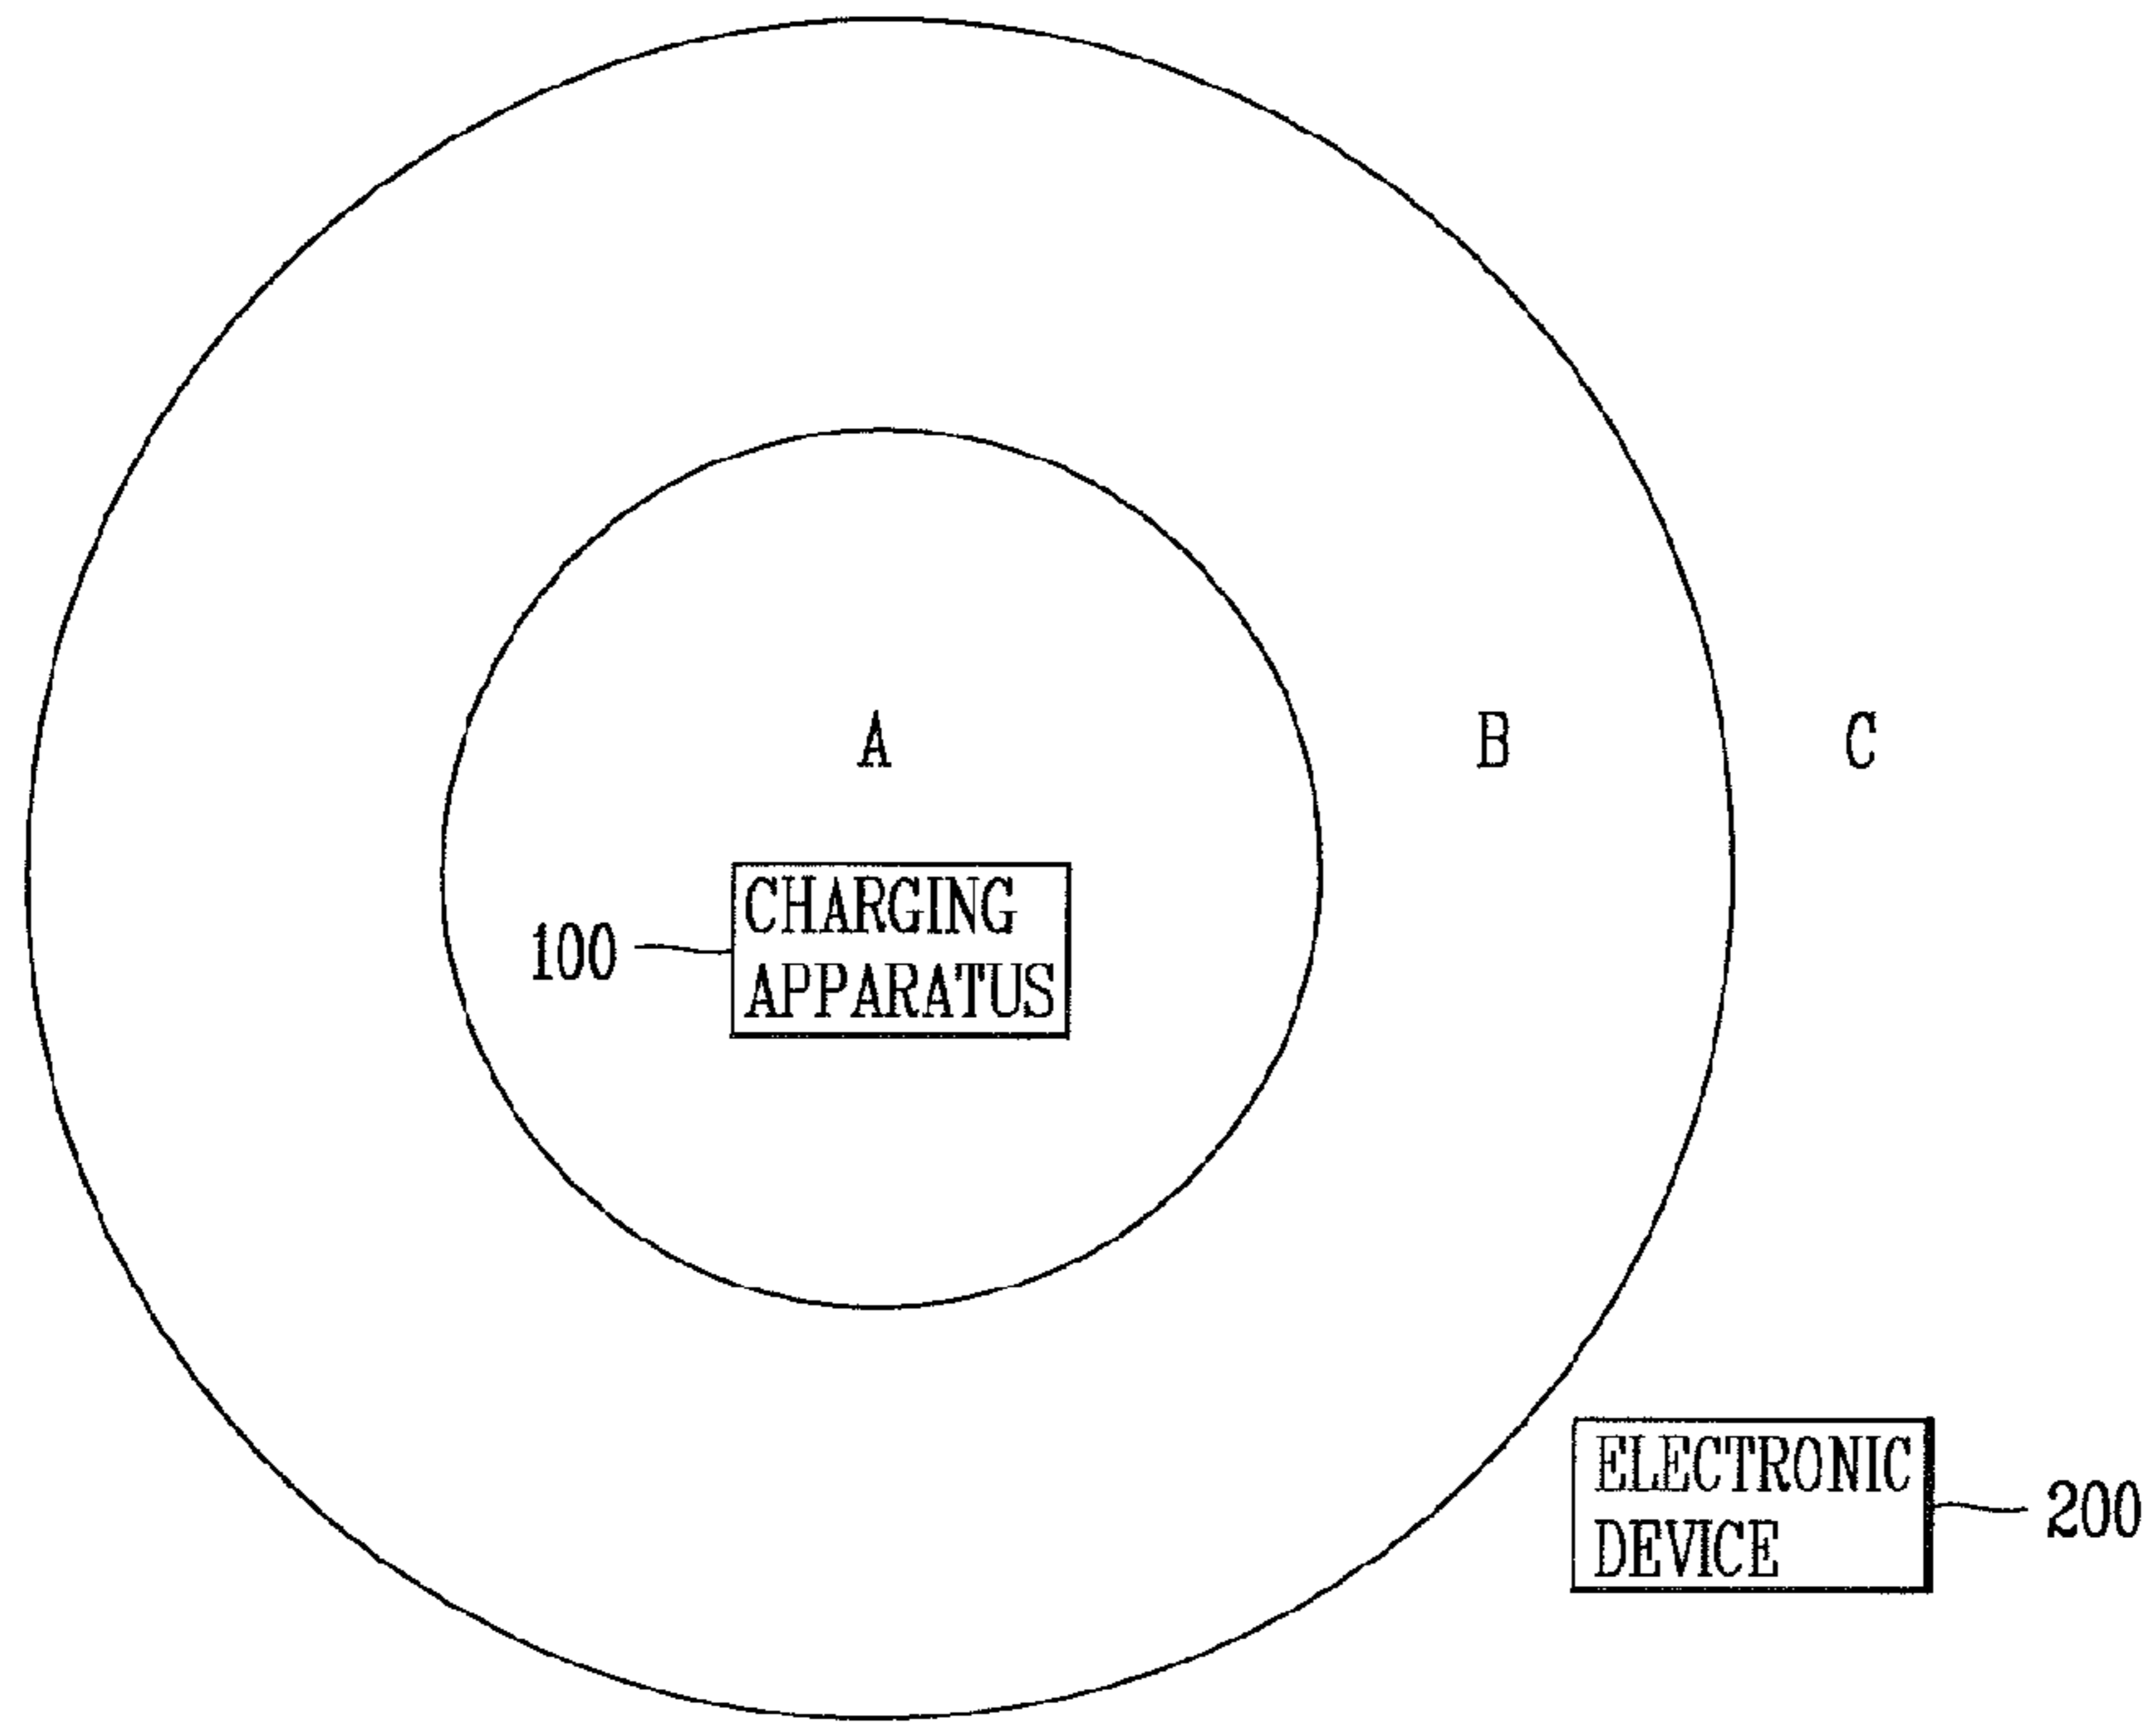 A
B
C
100
CHARGING
APPARATUS
ELECTRONIC
DEVICE
200